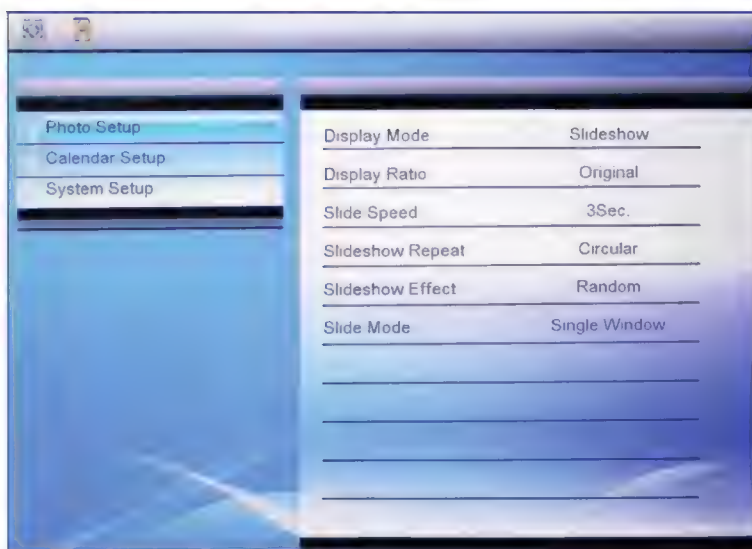 Photo Setup
Calendar Setup
System Setup
Display Mode Slideshow
Display Ratio Original
Slide Speed 3Sec.
Slideshow Repeat Circular
Slideshow Effect Random
Slide Mode Single Window